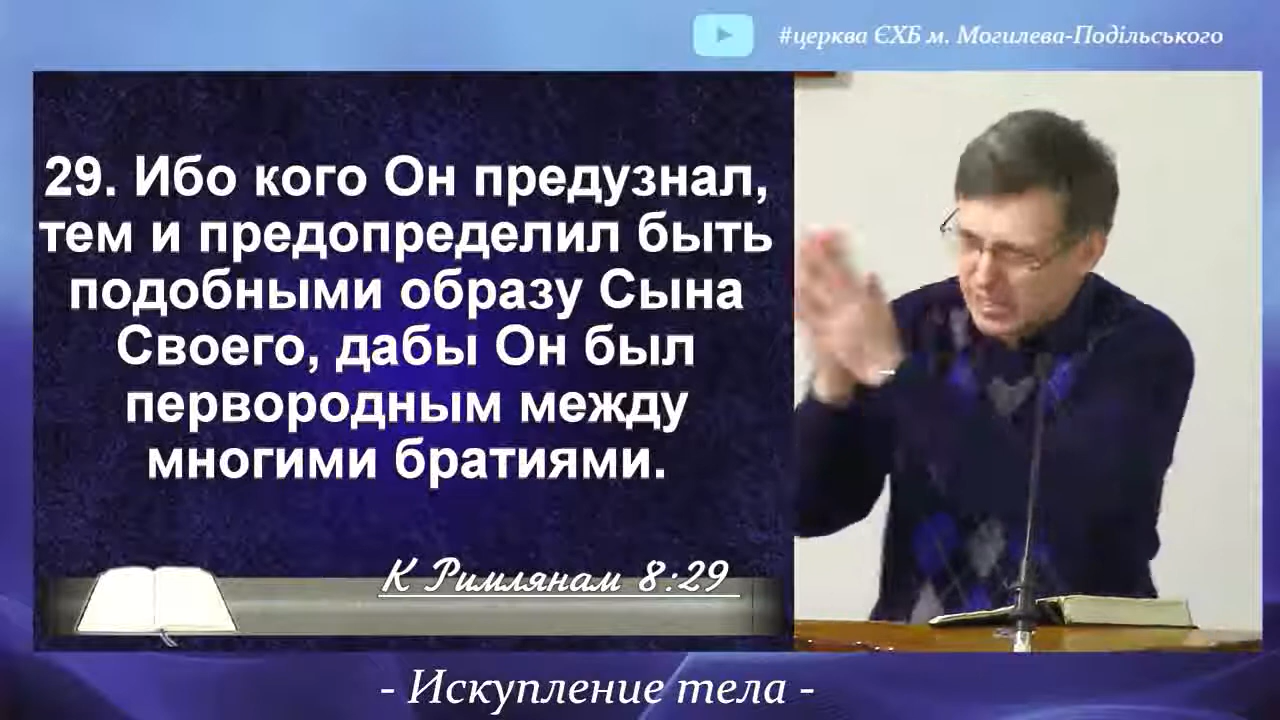 #церква ЄХБ м. Могилева-Подільського
29. Ибо кого Он предузнал,
тем и предопределил быть
подобными образу Сына
Своего, дабы Он был
первородным между
многими братиями.
К Римлянам 8:29
- Искупление тела -